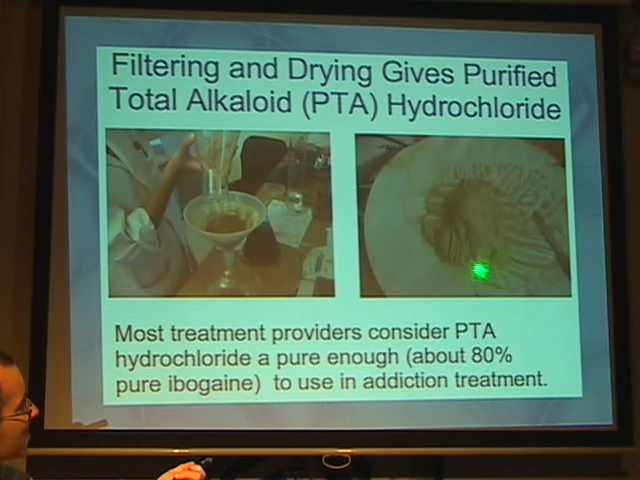 Filtering and Drying Gives Purified
Total Alkaloid (PTA) Hydrochloride
Most treatment providers consider PTA
hydrochloride a pure enough (about 80%
pure ibogaine) to use in addiction treatment.